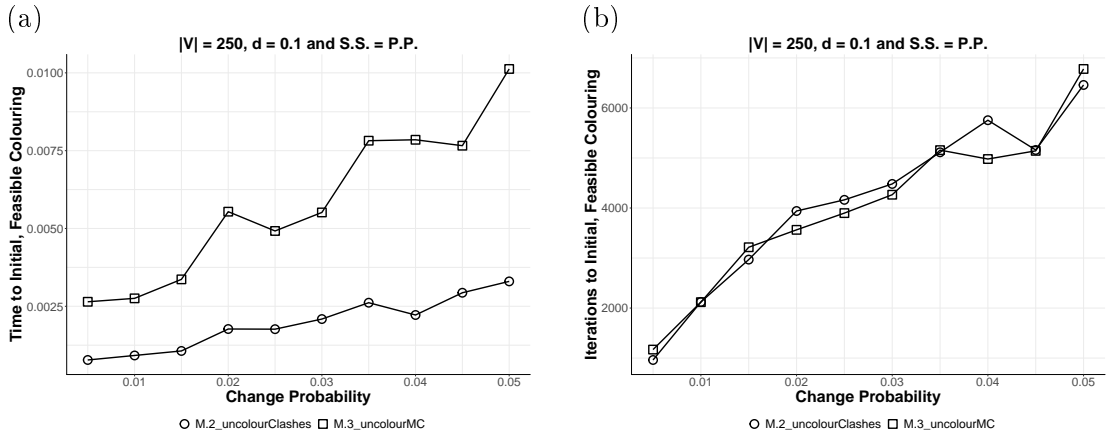 (a)
|V| = 250, d = 0.1 and S.S. = P.P.
Time to Initial, Feasible Colouring
0.0100
0.0075
0.0050
0.0025
0.01 0.02 0.03 0.04 0.05
Change Probability
M.2_uncolourClashes M.3_uncolourMC
(b)
|V| = 250, d = 0.1 and S.S. = P.P.
Iterations to Initial, Feasible Colouring
6000
4000
2000
0.01 0.02 0.03 0.04 0.05
Change Probability
M.2_uncolourClashes M.3_uncolourMC